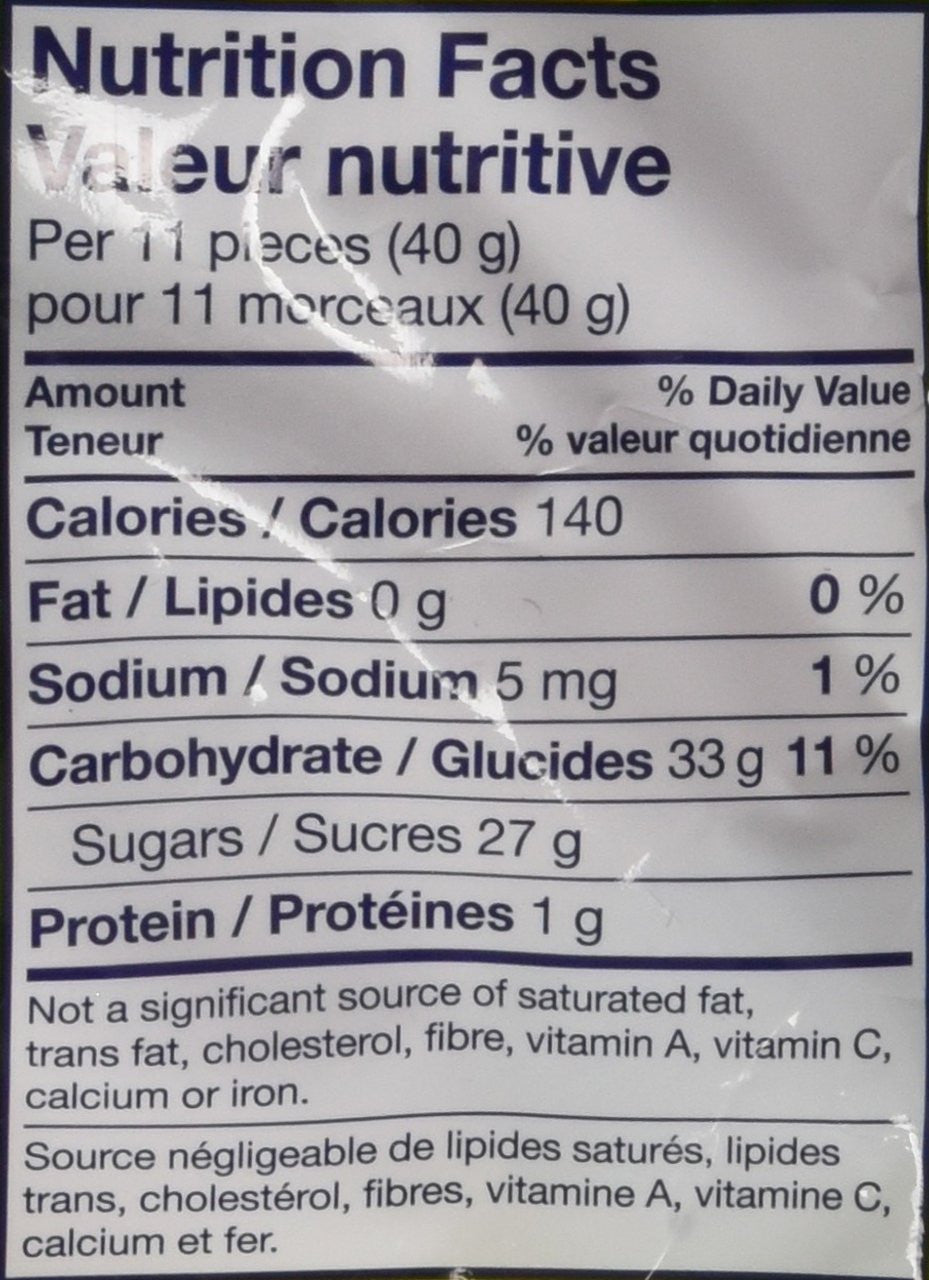 Nutrition Facts
Valeur nutritive
Per 11 pieces (40 g)
pour 11 morceaux (40 g)
Amount % Daily Value
Teneur % valeur quotidienne
Calories / Calories 140
Fat / Lipides 0 g 0 %
Sodium / Sodium 5 mg 1 %
Carbohydrate / Glucides 33 g 11 %
Sugars / Sucres 27 g
Protein / Protéines 1 g
Not a significant source of saturated fat,
trans fat, cholesterol, fibre, vitamin A, vitamin C,
calcium or iron.
Source négligeable de lipides saturés, lipides
trans, cholestérol, fibres, vitamine A, vitamine C,
calcium et fer.